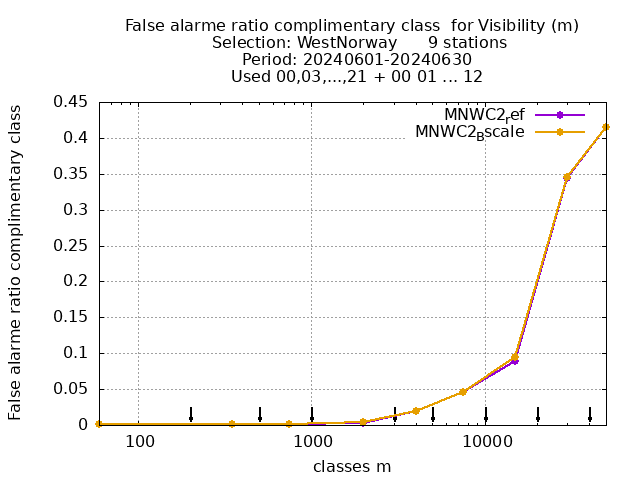 False alarme ratio complimentary class  for Visibility (m)
Selection: WestNorway      9 stations
Period: 20240601-20240630
Used 00,03,...,21 + 00 01 ... 12
False alarme ratio complimentary class
0.45
0.4
0.35
0.3
0.25
0.2
0.15
0.1
0.05
0
MNWC2ref
MNWC2Bscale
100
1000
10000
classes m